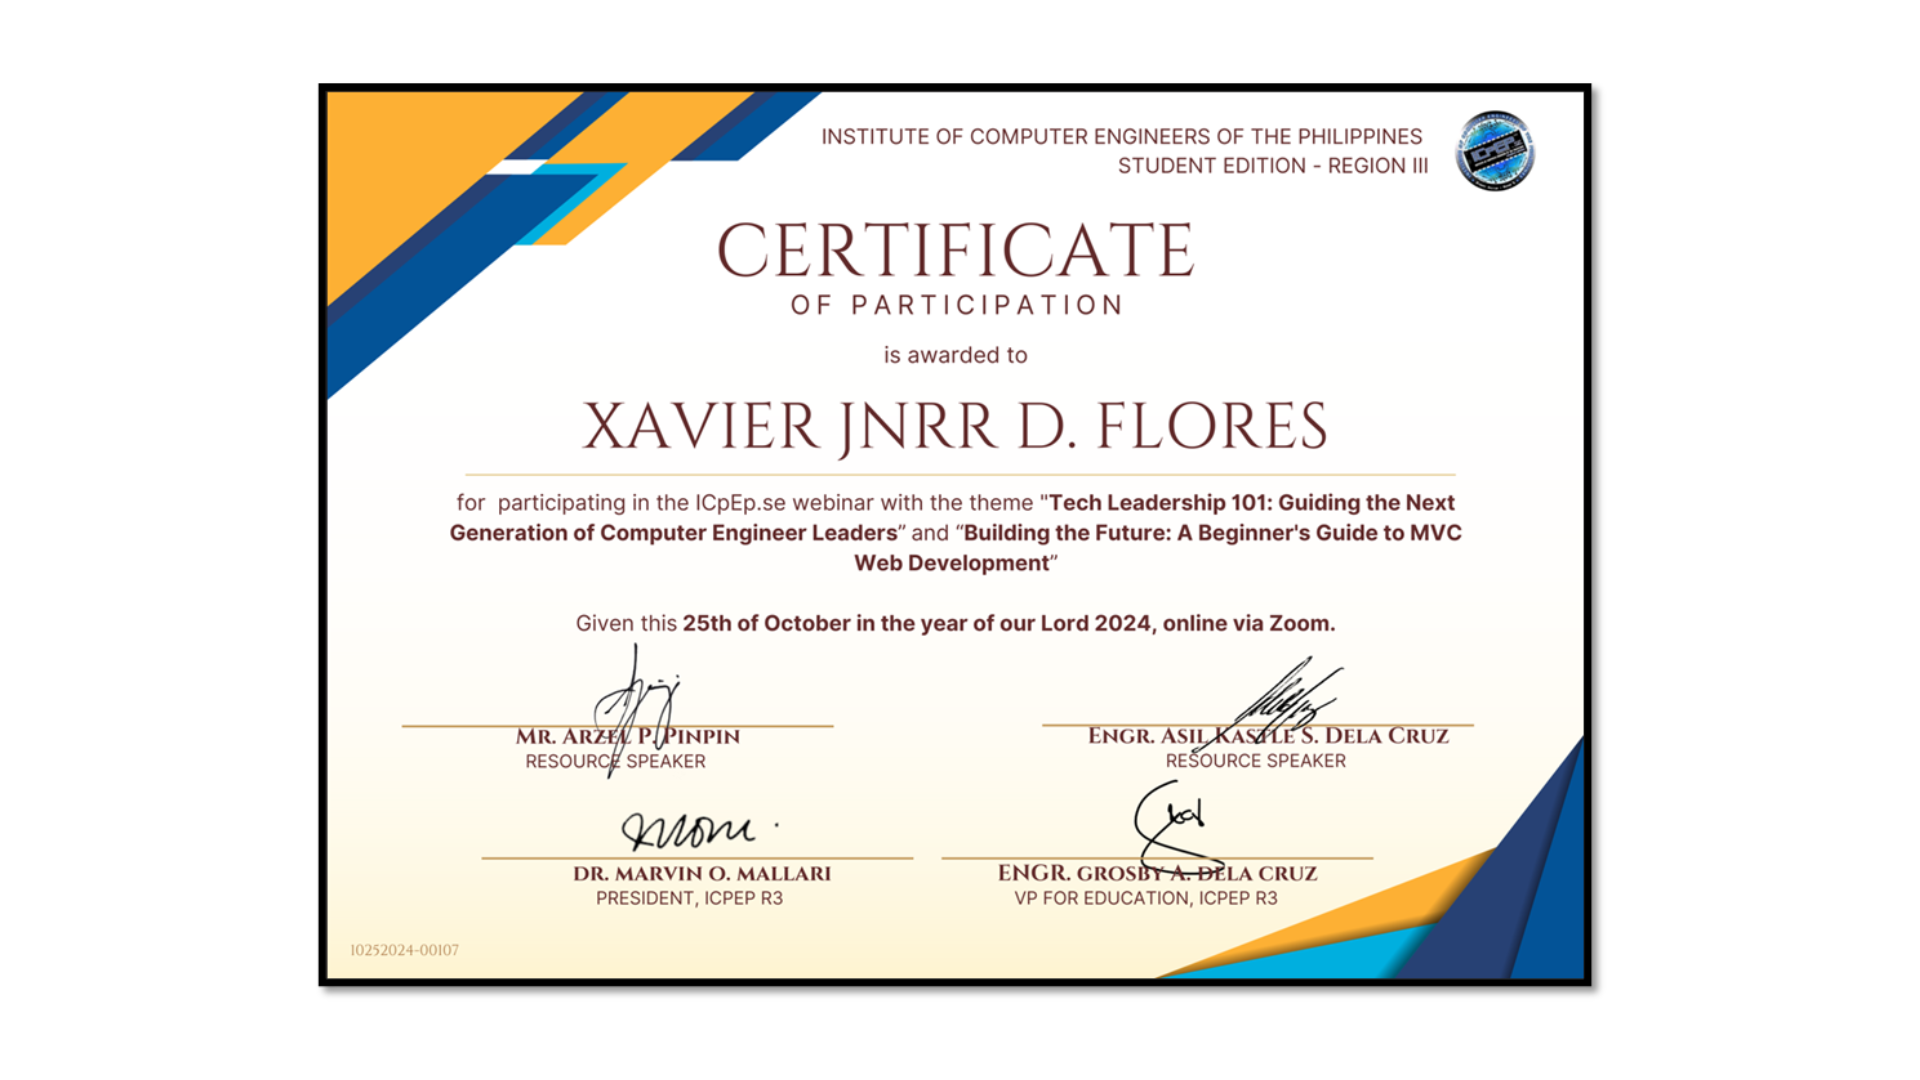 INSTITUTE OF COMPUTER ENGINEERS OF THE PHILIPPINES
STUDENT EDITION - REGION III
CERTIFICATE
OF PARTICIPATION
is awarded to
XAVIER JNRR D. FLORES
for participating in the ICpEp.se webinar with the theme "Tech Leadership 101: Guiding the Next
Generation of Computer Engineer Leaders” and “Building the Future: A Beginner's Guide to MVC
Web Development”
Given this 25th of October in the year of our Lord 2024, online via Zoom.
MR. ARZEL P. PINPIN
RESOURCE SPEAKER
ENGR. ASIL KASTLE S. DELA CRUZ
RESOURCE SPEAKER
DR. MARVIN O. MALLARI
PRESIDENT, ICPEP R3
ENGR. GROSBY A. DELA CRUZ
VP FOR EDUCATION, ICPEP R3
10252024-00107